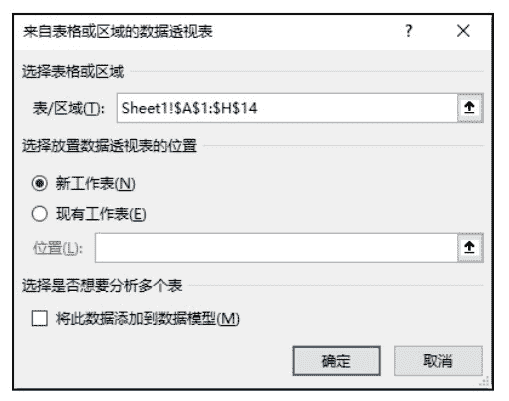 来自表格或区域的数据透视表 ? ×
选择表格或区域
表/区域(T): Sheet1!$A$1:$H$14
选择放置数据透视表的位置
新工作表(N)
现有工作表(E)
位置(L):
选择是否想要分析多个表
将此数据添加到数据模型(M)
确定 取消